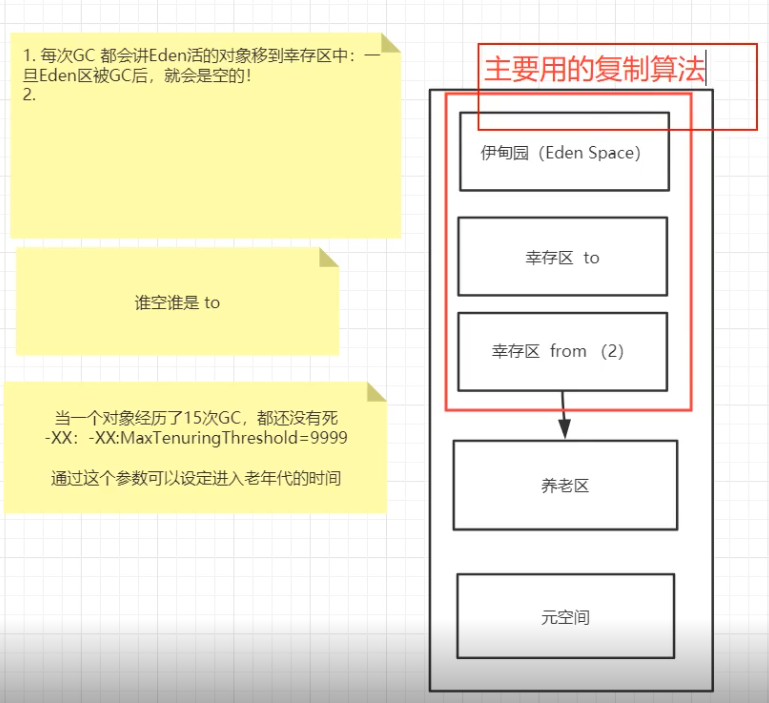 1. 每次GC 都会讲Eden活的对象移到幸存区中：一
旦Eden区被GC后，就会是空的！
2.
谁空谁是 to
当一个对象经历了15次GC，都还没有死
-XX：-XX:MaxTenuringThreshold=9999
通过这个参数可以设定进入老年代的时间
主要用的复制算法
伊甸园（Eden Space）
幸存区 to
幸存区 from （2）
养老区
元空间